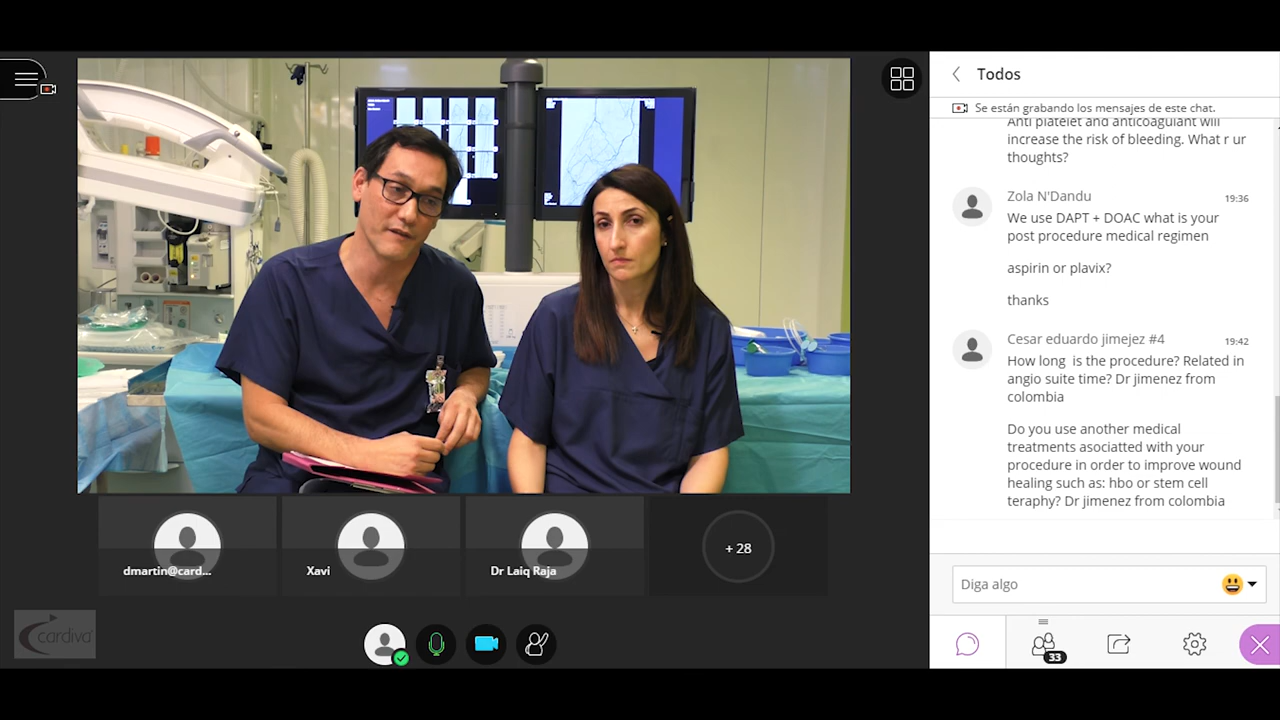 Todos
Se están grabando los mensajes de este chat.
Anti platelet and anticoagulant will
increase the risk of bleeding. What r ur
thoughts?
Zola N'Dandu
19:36
We use DAPT + DOAC what is your
post procedure medical regimen
aspirin or plavix?
thanks
Cesar eduardo jimejez #4
19:42
How long is the procedure? Related in
angio suite time? Dr jimenez from
colombia
Do you use another medical
treatments asociatted with your
procedure in order to improve wound
healing such as: hbo or stem cell
teraphy? Dr jimenez from colombia
Diga algo
33
dmartin@card...
Xavi
Dr Laiq Raja
+ 28
cardiva